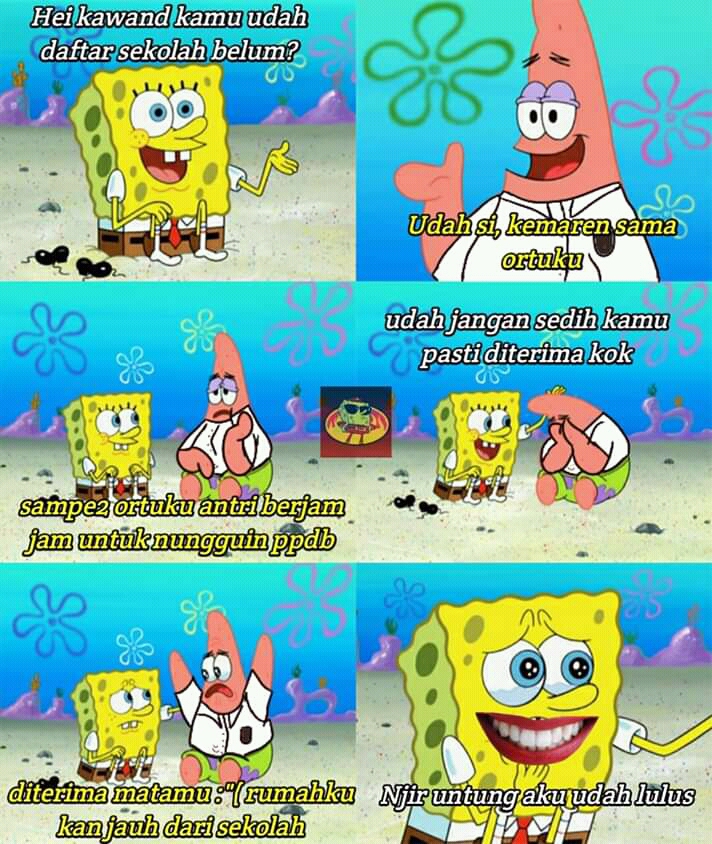 Hei kawand kamu udah
daftar sekolah belum?
Udah si, kemaren sama
ortuku
sampe2 ortuku antri berjam
jam untuk nungguin ppdb
udah jangan sedih kamu
pasti diterima kok
diterima matamu :"( rumahku
kan jauh dari sekolah
Njir untung aku udah lulus